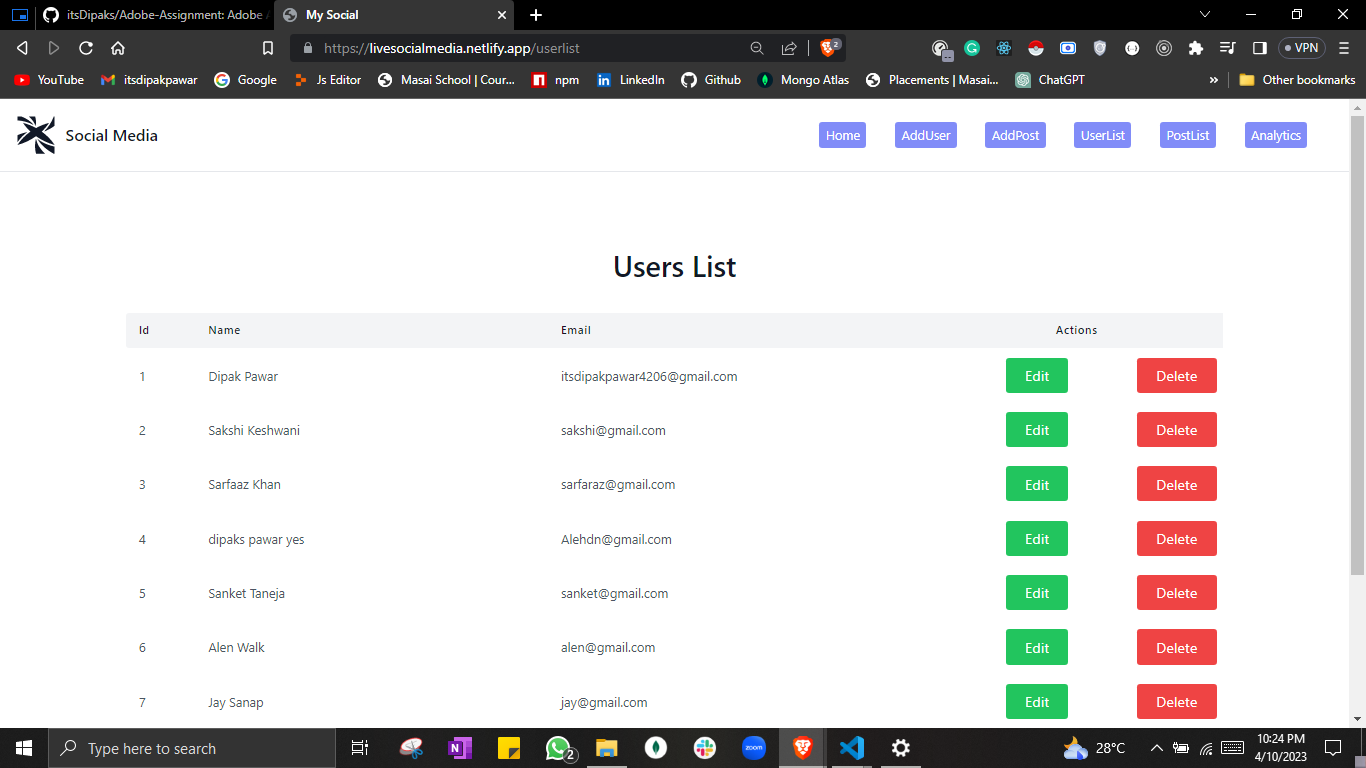 itsDipaks/Adobe-Assignment: Adobe
My Social
https://livesocialmedia.netlify.app/userlist
2
VPN
YouTube
itsdipakpawar
Google
Js Editor
Masai School | Cour...
npm
LinkedIn
Github
Mongo Atlas
Placements | Masai...
ChatGPT
»
Other bookmarks
Social Media
Home
AddUser
AddPost
UserList
PostList
Analytics
Users List
Id Name Email Actions
1 Dipak Pawar itsdipakpawar4206@gmail.com Edit Delete
2 Sakshi Keshwani sakshi@gmail.com Edit Delete
3 Sarfaaz Khan sarfaraz@gmail.com Edit Delete
4 dipaks pawar yes Alehdn@gmail.com Edit Delete
5 Sanket Taneja sanket@gmail.com Edit Delete
6 Alen Walk alen@gmail.com Edit Delete
7 Jay Sanap jay@gmail.com Edit Delete
Type here to search
2
zoom
28°C
10:24 PM
4/10/2023